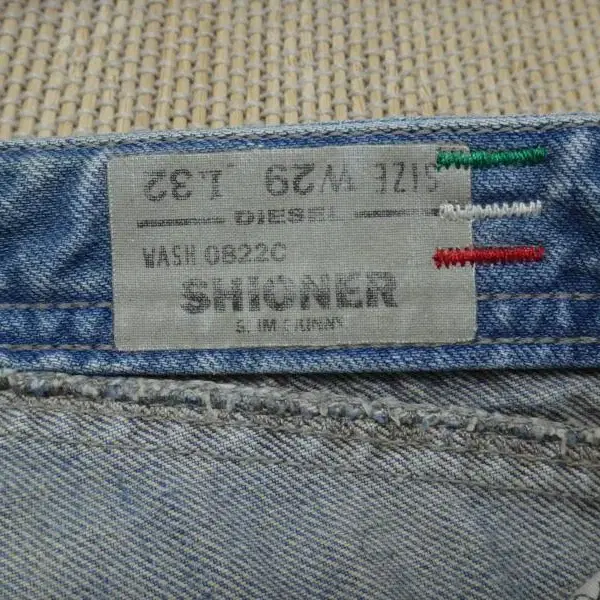 SIZE W29 L32
DIESEL
WASH 0822C
SHIONER
SLIM SKINNY